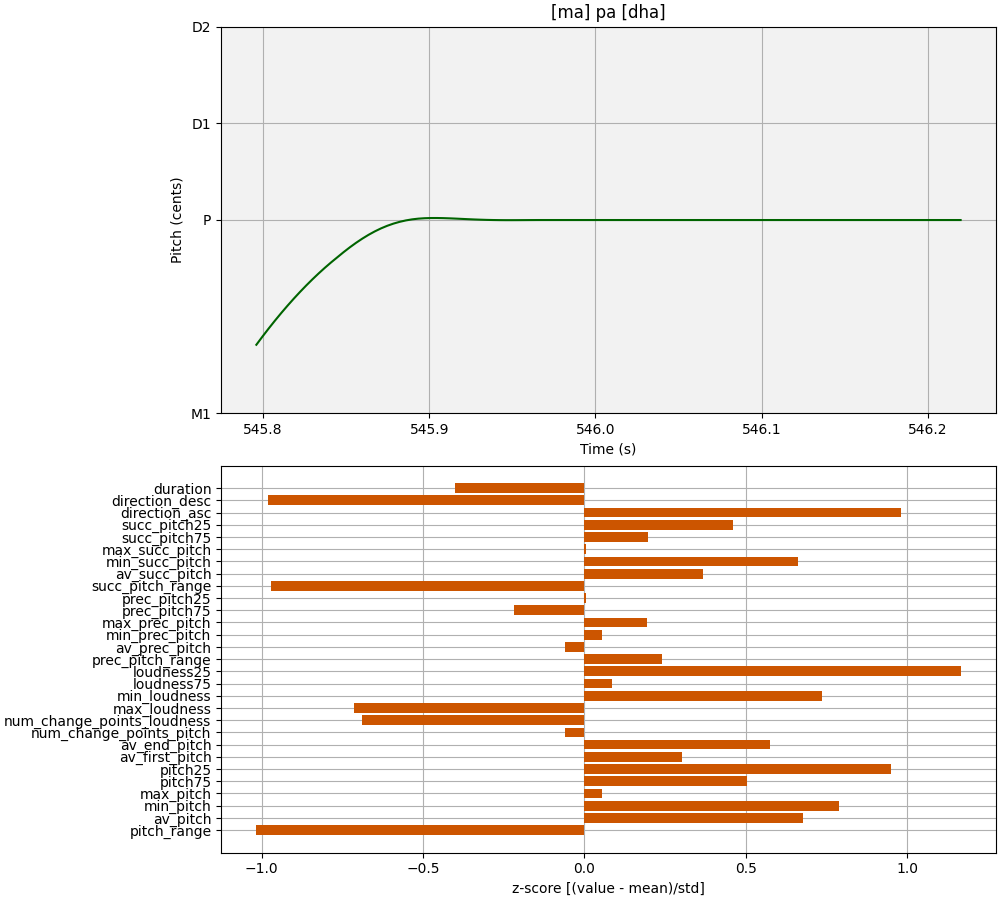 [ma] pa [dha]
D2
D1
P
M1
Pitch (cents)
545.8 545.9 546.0 546.1 546.2
Time (s)
duration
direction_desc
direction_asc
succ_pitch25
succ_pitch75
max_succ_pitch
min_succ_pitch
av_succ_pitch
succ_pitch_range
prec_pitch25
prec_pitch75
max_prec_pitch
min_prec_pitch
av_prec_pitch
prec_pitch_range
loudness25
loudness75
min_loudness
max_loudness
num_change_points_loudness
num_change_points_pitch
av_end_pitch
av_first_pitch
pitch25
pitch75
max_pitch
min_pitch
av_pitch
pitch_range
−1.0 −0.5 0.0 0.5 1.0
z-score [(value - mean)/std]